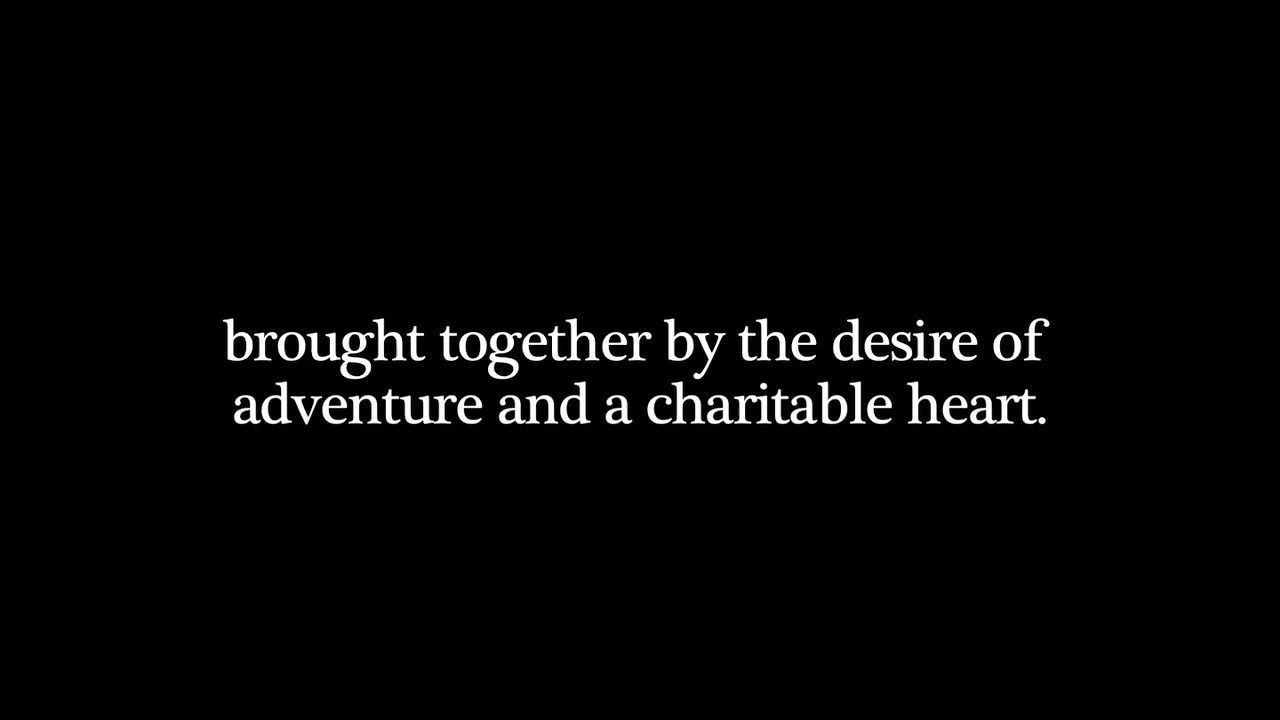 brought together by the desire of
adventure and a charitable heart.